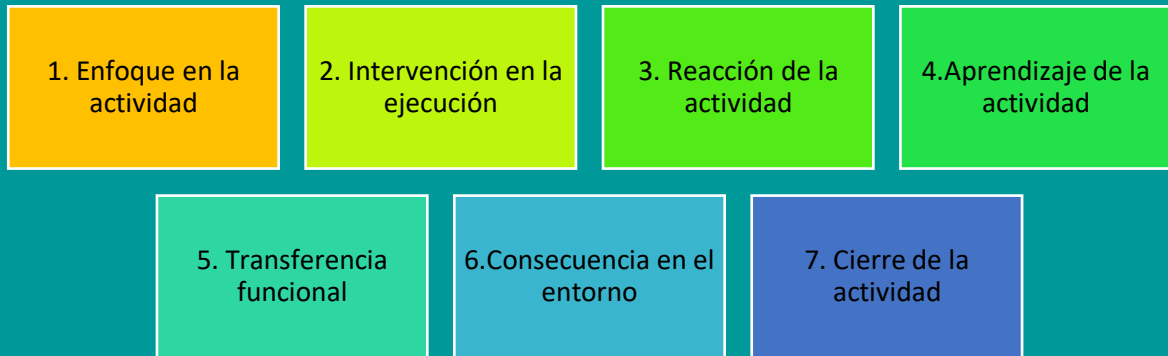 1. Enfoque en la
actividad
2. Intervención en la
ejecución
3. Reacción de la
actividad
4.Aprendizaje de la
actividad
5. Transferencia
funcional
6.Consecuencia en el
entorno
7. Cierre de la
actividad